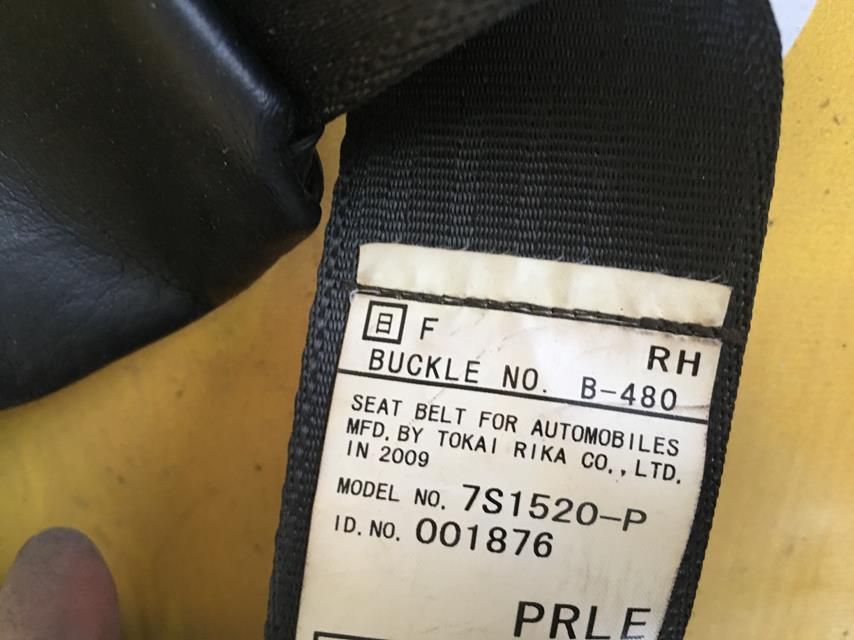 日 F
RH
BUCKLE NO. B-480
SEAT BELT FOR AUTOMOBILES
MFD. BY TOKAI RIKA CO., LTD.
IN 2009
MODEL NO. 7S1520-P
ID. NO. 001876
PRLE